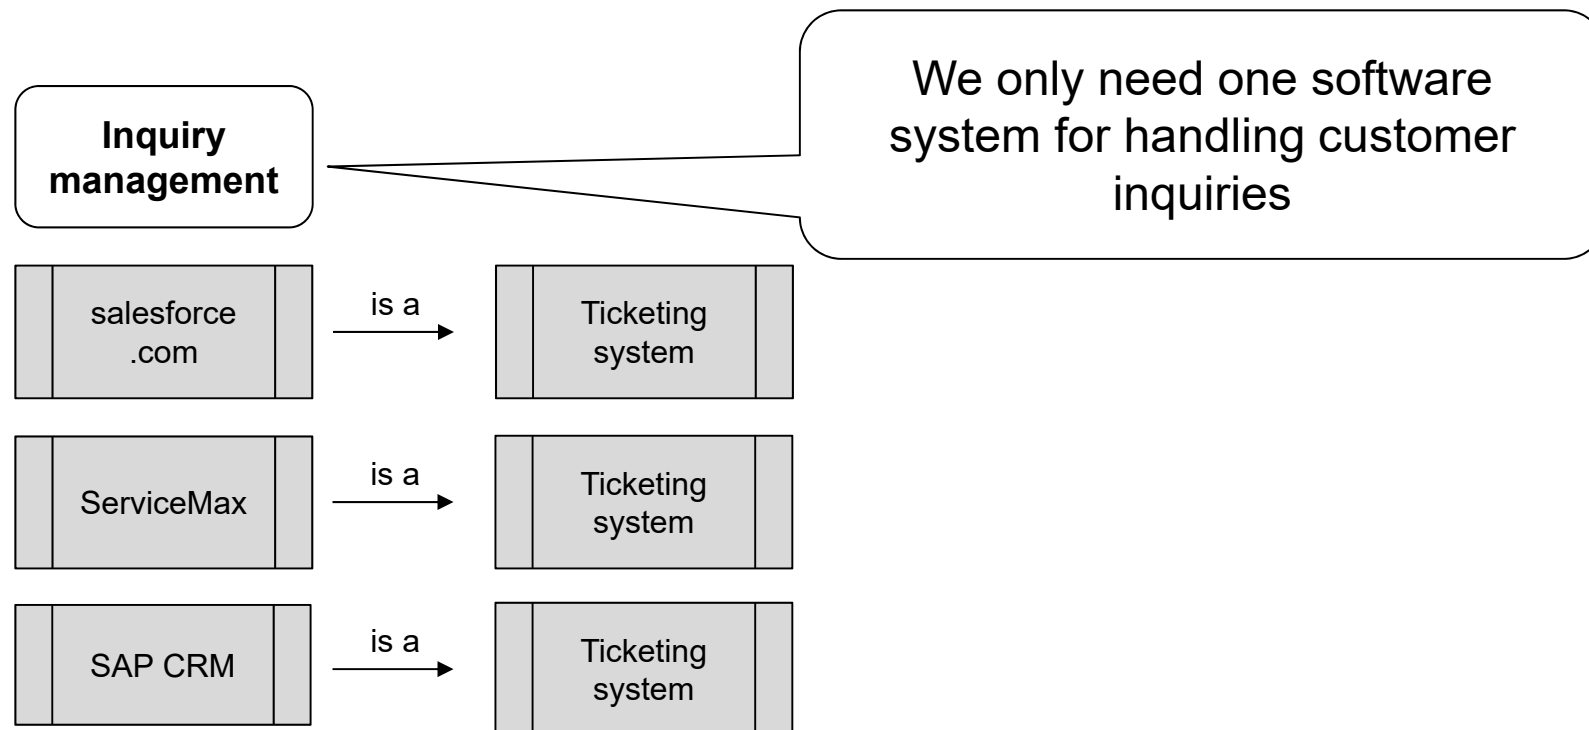 We only need one software
system for handling customer
inquiries
Inquiry
management
salesforce
.com
is a
Ticketing
system
ServiceMax
is a
Ticketing
system
SAP CRM
is a
Ticketing
system